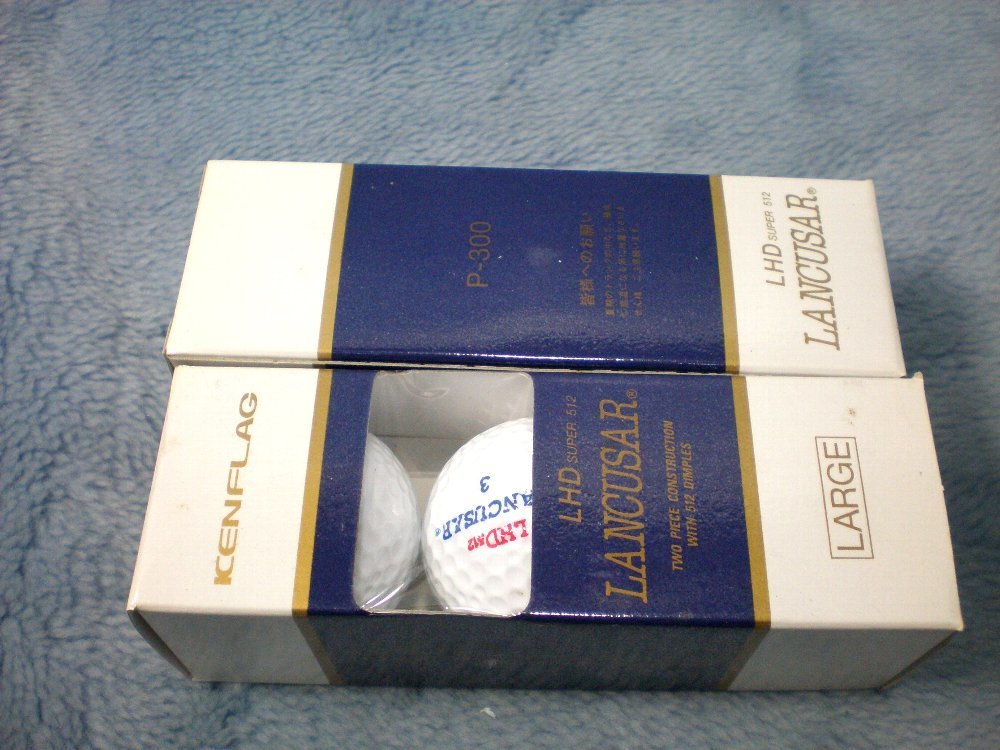 P-300
皆様へのお願い
LHD SUPER 512
LANCUSAR®
KENFLAG
LANCUSAR®
3
LHD 512
LHD SUPER 512
LANCUSAR®
TWO PIECE CONSTRUCTION
WITH 512 DIMPLES
LARGE